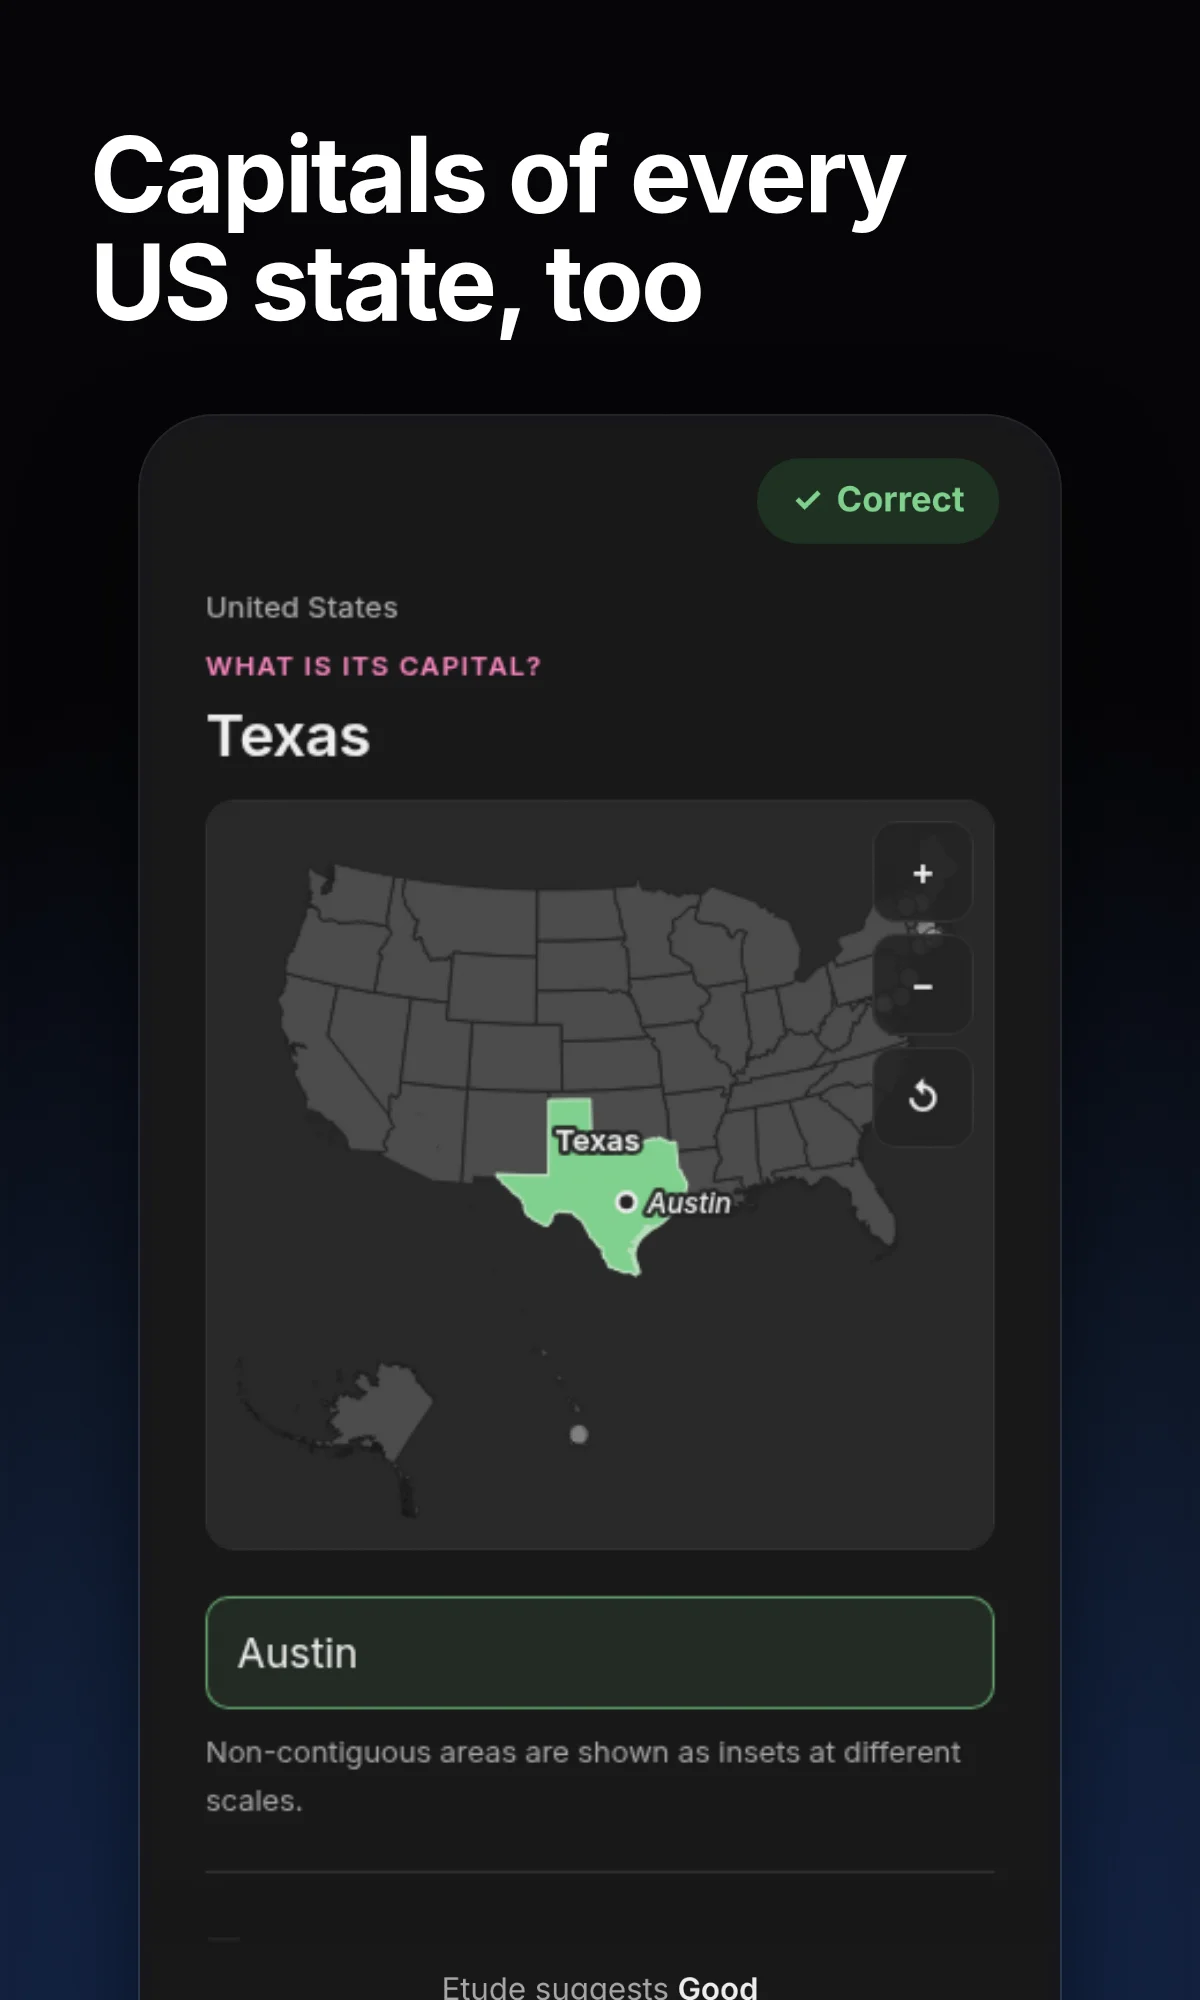 Capitals of every
US state, too
✓ Correct
United States
WHAT IS ITS CAPITAL?
Texas
+
−
Texas
Austin
Austin
Non-contiguous areas are shown as insets at different
scales.
Etude suggests Good